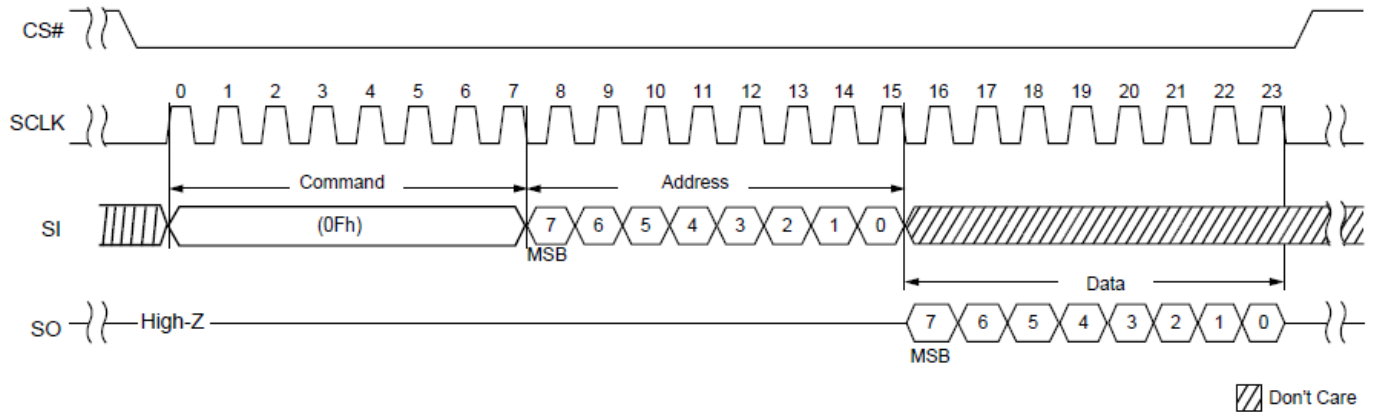 CS#
0 1 2 3 4 5 6 7 8 9 10 11 12 13 14 15 16 17 18 19 20 21 22 23
SCLK
Command Address
SI (0Fh) 7 6 5 4 3 2 1 0
MSB
Data
SO High-Z 7 6 5 4 3 2 1 0
MSB
Don't Care